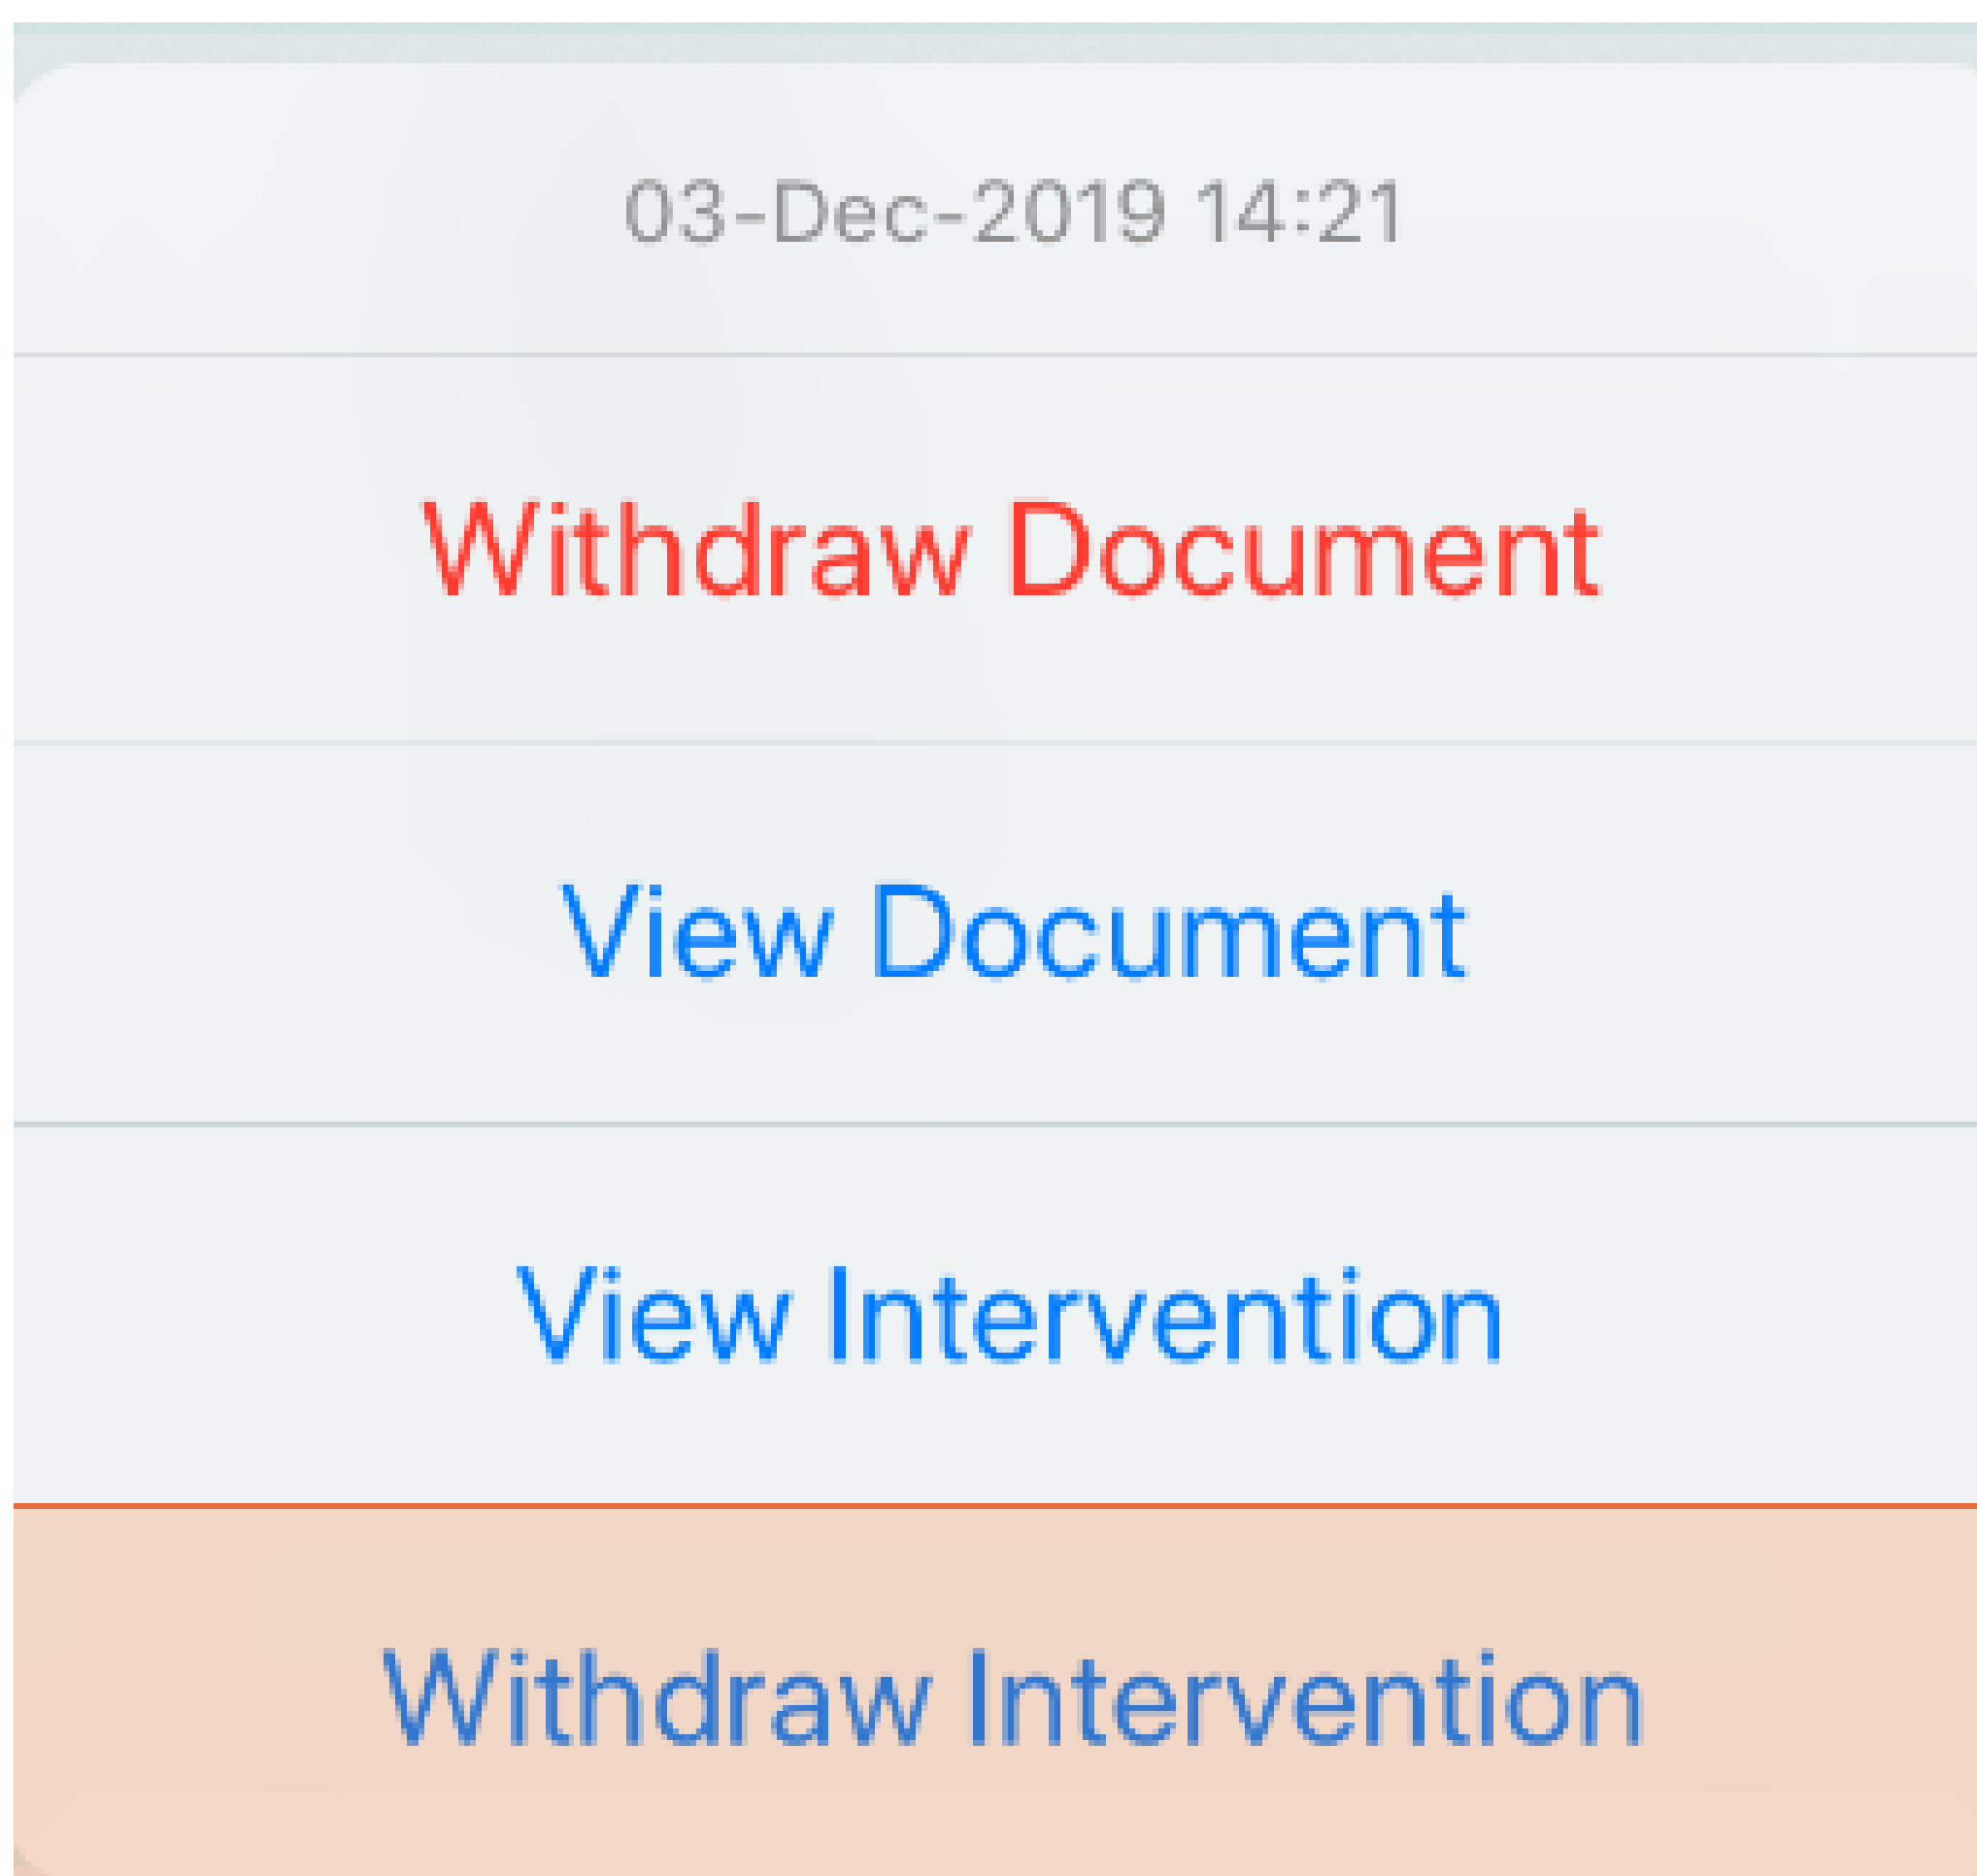 03-Dec-2019 14:21
Withdraw Document
View Document
View Intervention
Withdraw Intervention